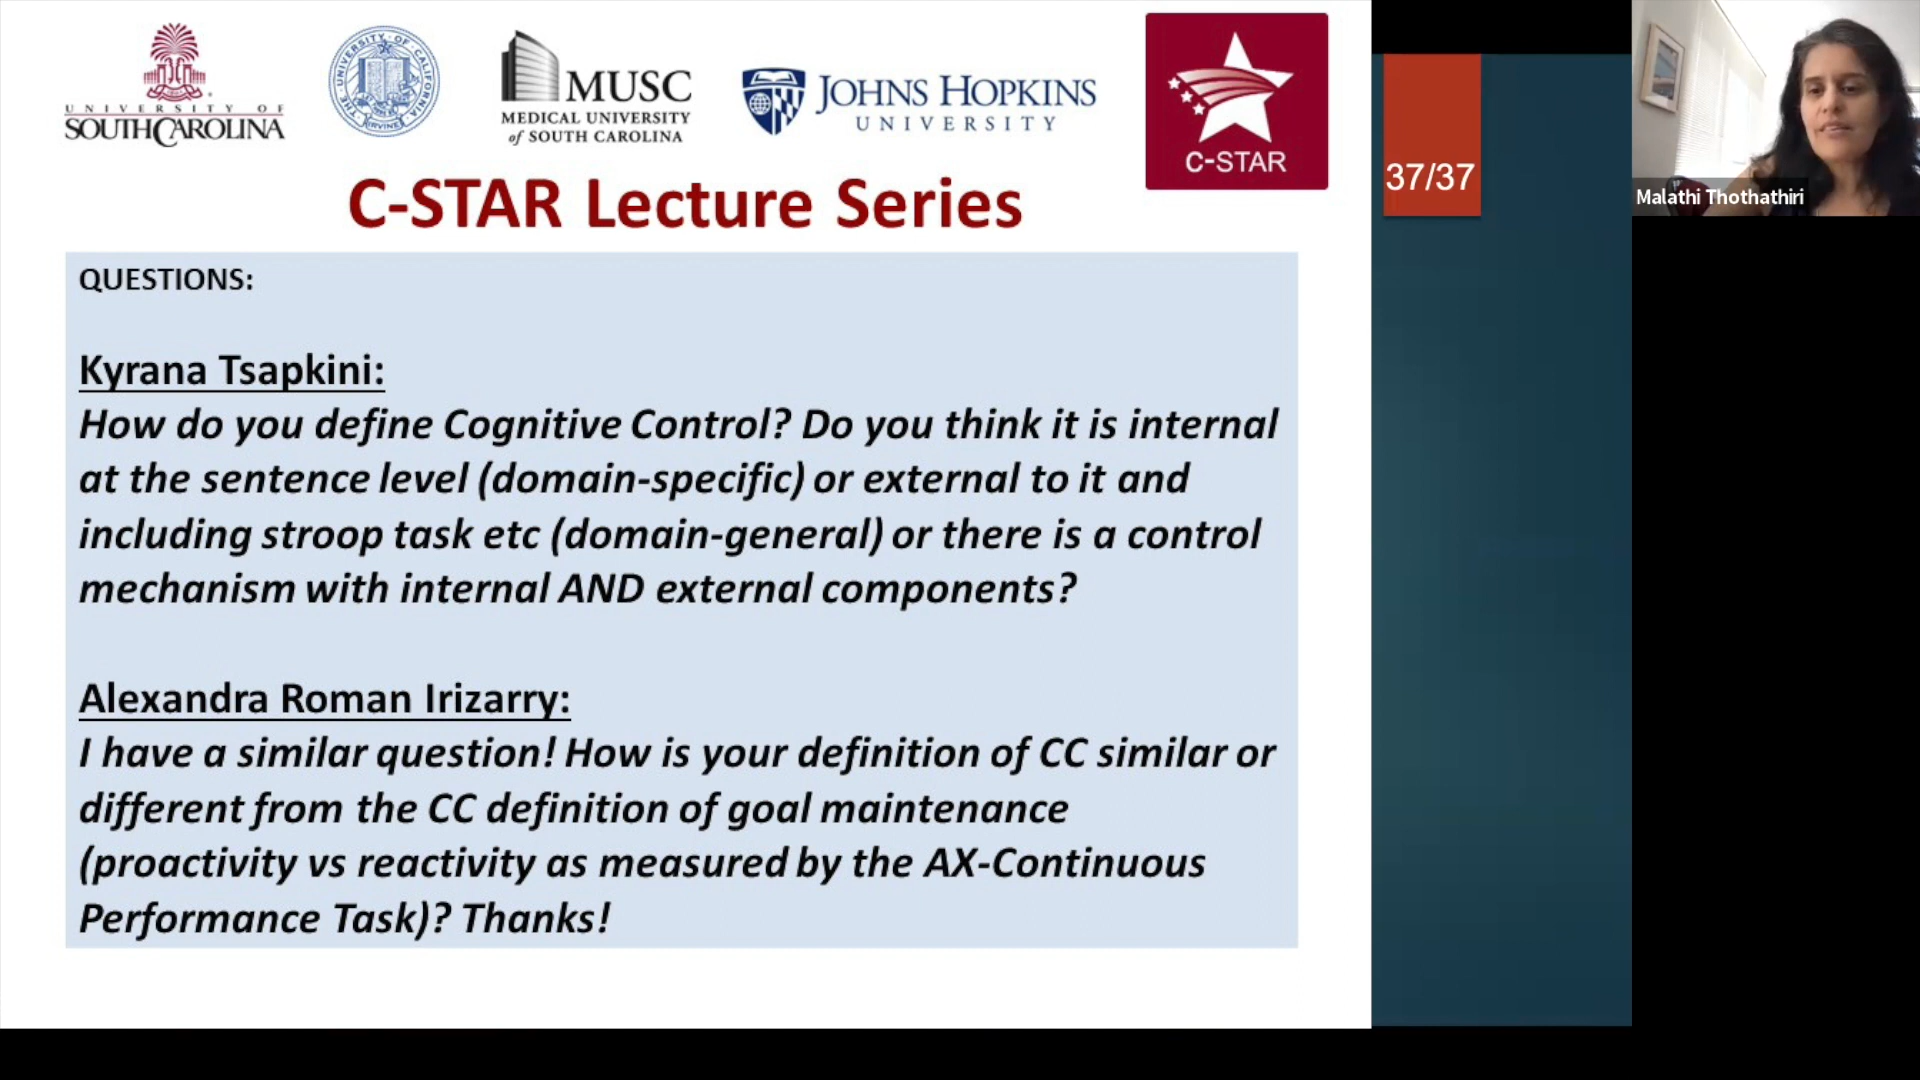 UNIVERSITY OF
SOUTH CAROLINA
UNIVERSITY OF CALIFORNIA
IRVINE
MUSC
MEDICAL UNIVERSITY
of SOUTH CAROLINA
JOHNS HOPKINS
UNIVERSITY
C-STAR
C-STAR Lecture Series
37/37
Malathi Thothathiri
QUESTIONS:
Kyrana Tsapkini:
How do you define Cognitive Control? Do you think it is internal
at the sentence level (domain-specific) or external to it and
including stroop task etc (domain-general) or there is a control
mechanism with internal AND external components?
Alexandra Roman Irizarry:
I have a similar question! How is your definition of CC similar or
different from the CC definition of goal maintenance
(proactivity vs reactivity as measured by the AX-Continuous
Performance Task)? Thanks!